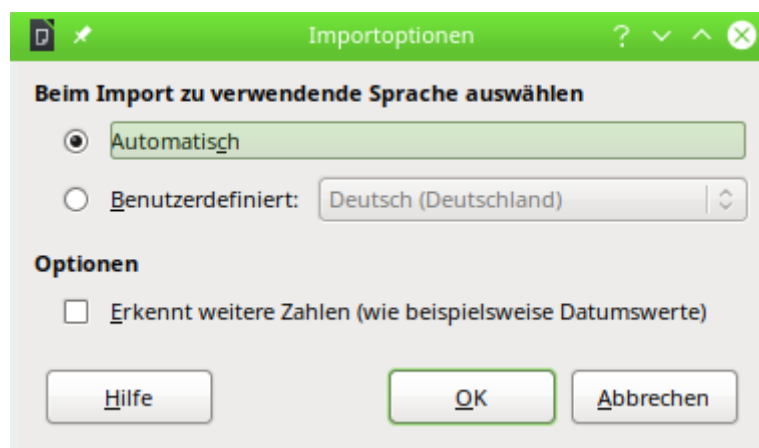 Importoptionen
Beim Import zu verwendende Sprache auswählen
Automatisch
Benutzerdefiniert: Deutsch (Deutschland)
Optionen
Erkennt weitere Zahlen (wie beispielsweise Datumswerte)
Hilfe OK Abbrechen